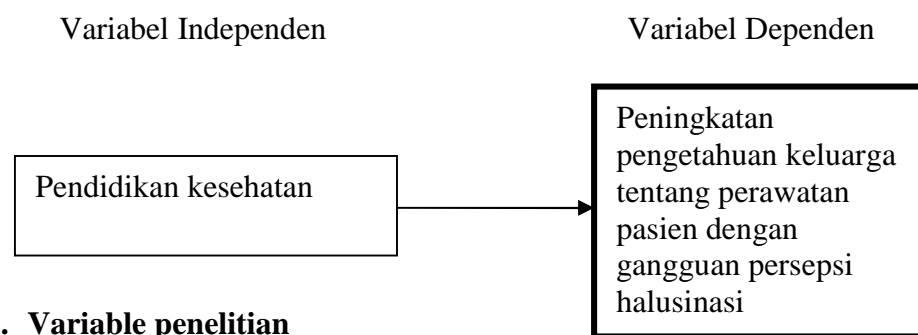 Variabel Independen
Variabel Dependen
Pendidikan kesehatan
Peningkatan
pengetahuan keluarga
tentang perawatan
pasien dengan
gangguan persepsi
halusinasi
. Variable penelitian